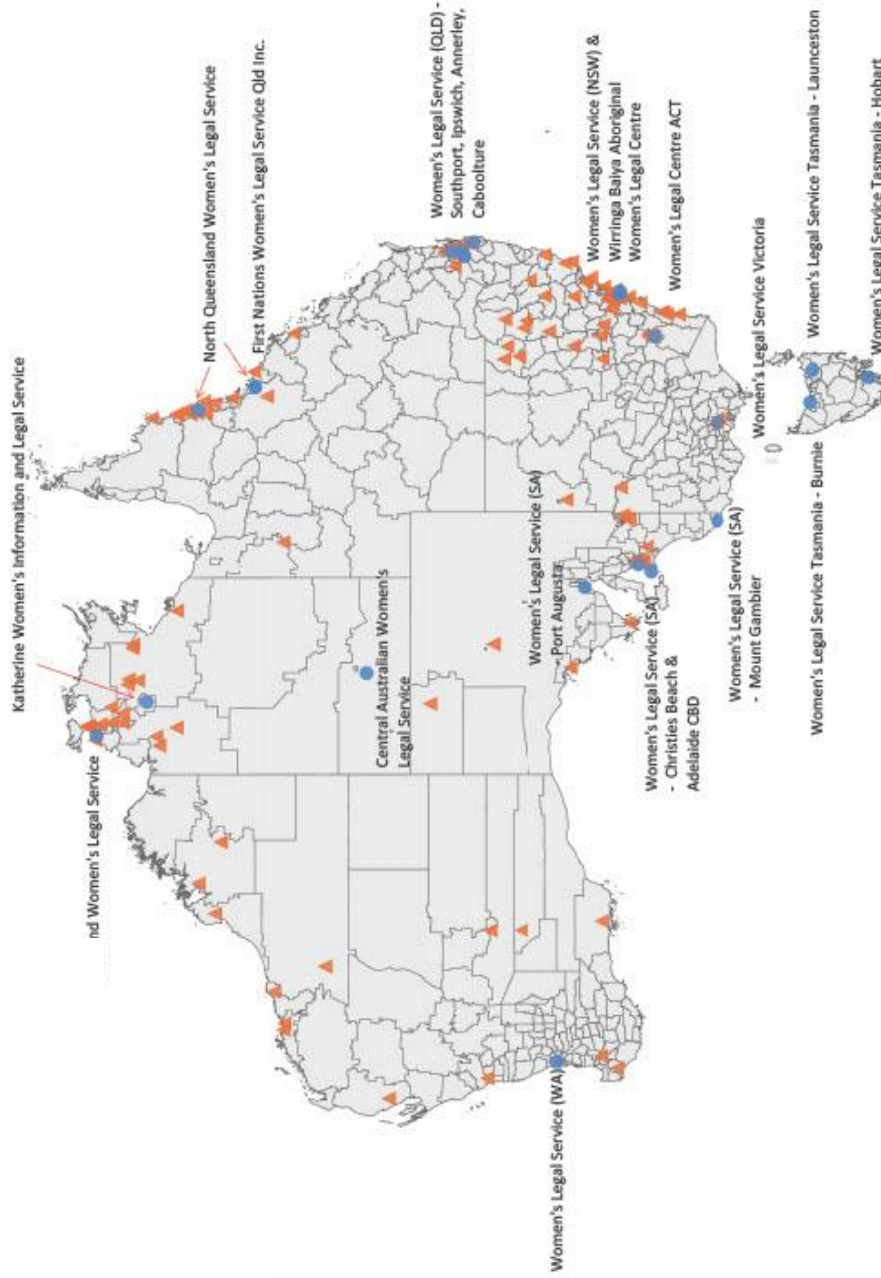 Katherine Women's Information and Legal Service
nd Women's Legal Service
North Queensland Women's Legal Service
First Nations Women's Legal Service Qld Inc.
Central Australian Women's
Legal Service
Women's Legal Service (QLD) -
Southport, Ipswich, Annerley,
Caboolture
Women's Legal Service (WA)
Women's Legal Service (SA)
- Port Augusta
Women's Legal Service (NSW) &
Wirringa Baiya Aboriginal
Women's Legal Centre
Women's Legal Service (SA)
- Christies Beach &
Adelaide CBD
Women's Legal Centre ACT
Women's Legal Service (SA)
- Mount Gambier
Women's Legal Service Victoria
Women's Legal Service Tasmania - Burnie
Women's Legal Service Tasmania - Launceston
Women's Legal Service Tasmania - Hobart